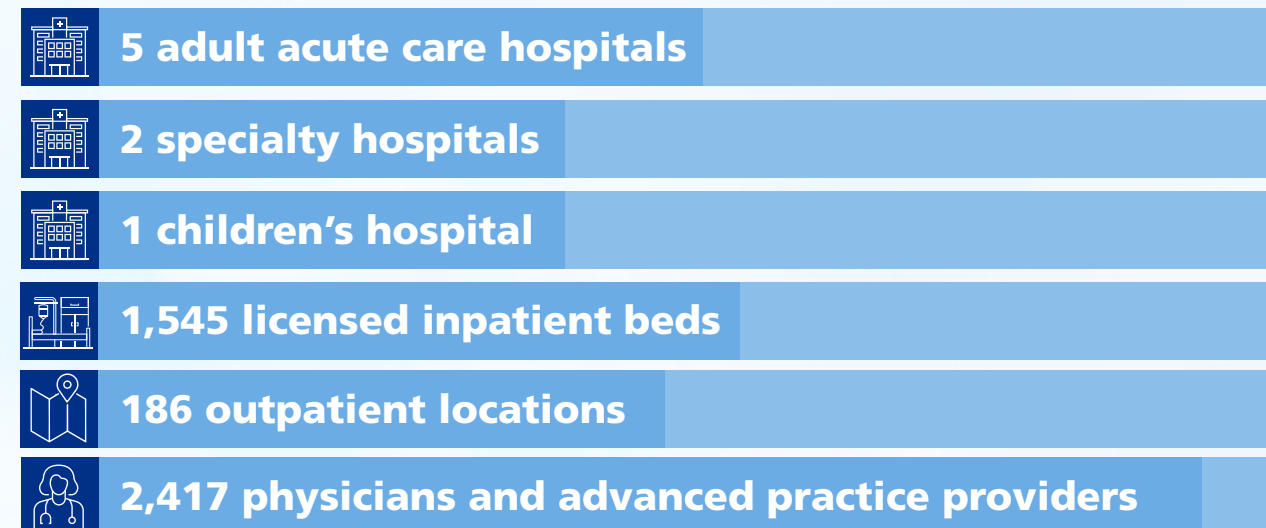 5 adult acute care hospitals
2 specialty hospitals
1 children’s hospital
1,545 licensed inpatient beds
186 outpatient locations
2,417 physicians and advanced practice providers